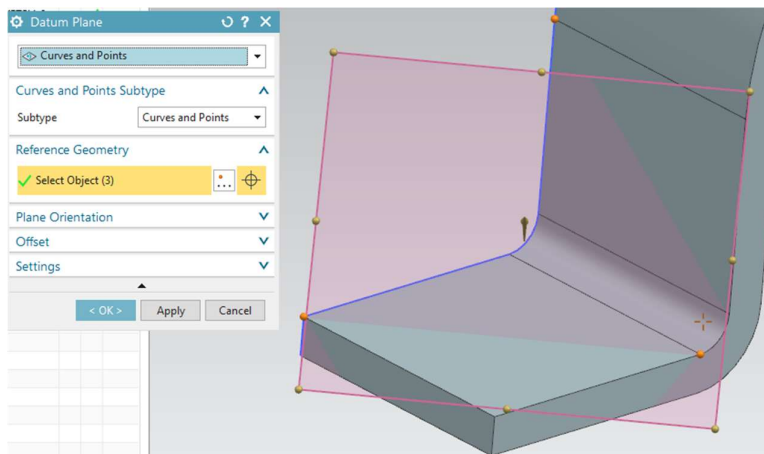 Datum Plane
Curves and Points
Curves and Points Subtype
Subtype Curves and Points
Reference Geometry
Select Object (3)
Plane Orientation
Offset
Settings
< OK > Apply Cancel